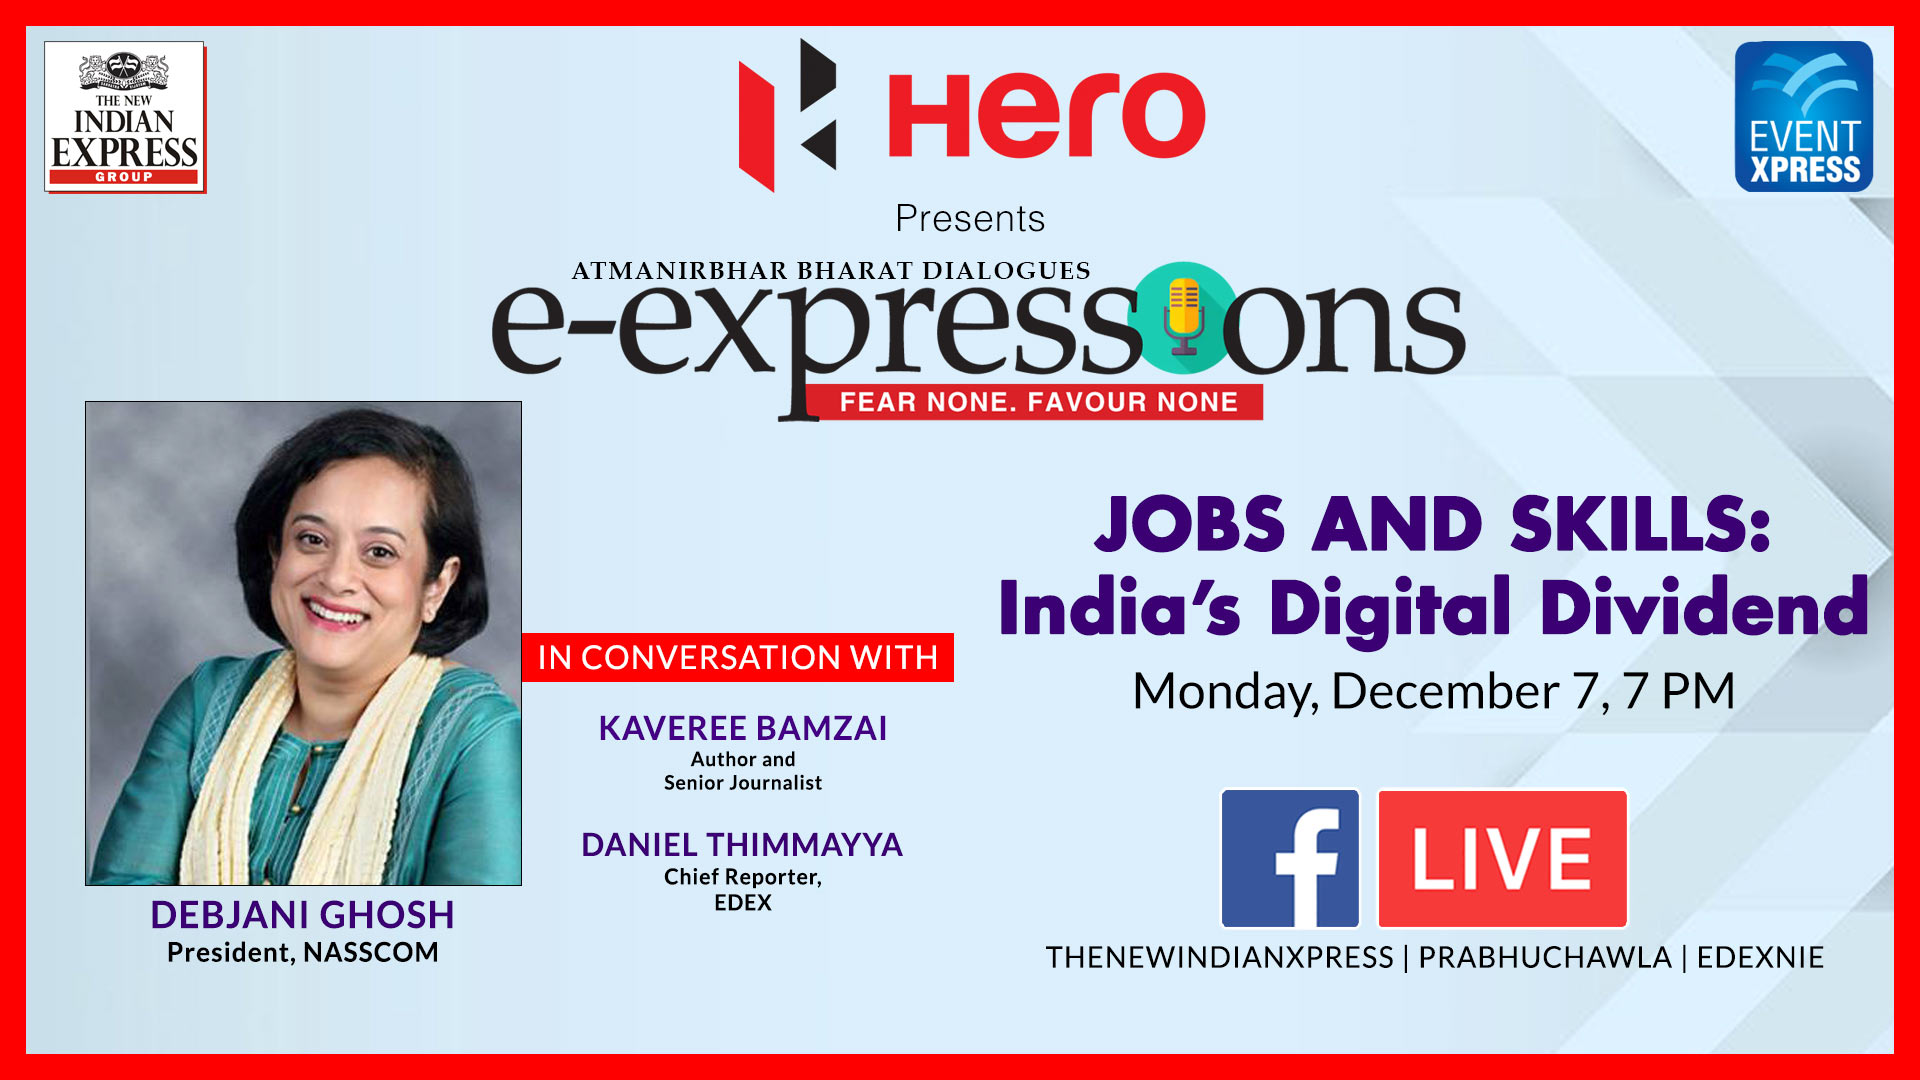 THE NEW
INDIAN
EXPRESS
GROUP
Hero
EVENT
XPRESS
Presents
ATMANIRBHAR BHARAT DIALOGUES
e-expressions
FEAR NONE. FAVOUR NONE
JOBS AND SKILLS:
India's Digital Dividend
Monday, December 7, 7 PM
IN CONVERSATION WITH
KAVEREE BAMZAI
Author and
Senior Journalist
DANIEL THIMMAYYA
Chief Reporter,
EDEX
DEBJANI GHOSH
President, NASSCOM
f LIVE
THENEWINDIANXPRESS | PRABHUCHAWLA | EDEXNIE